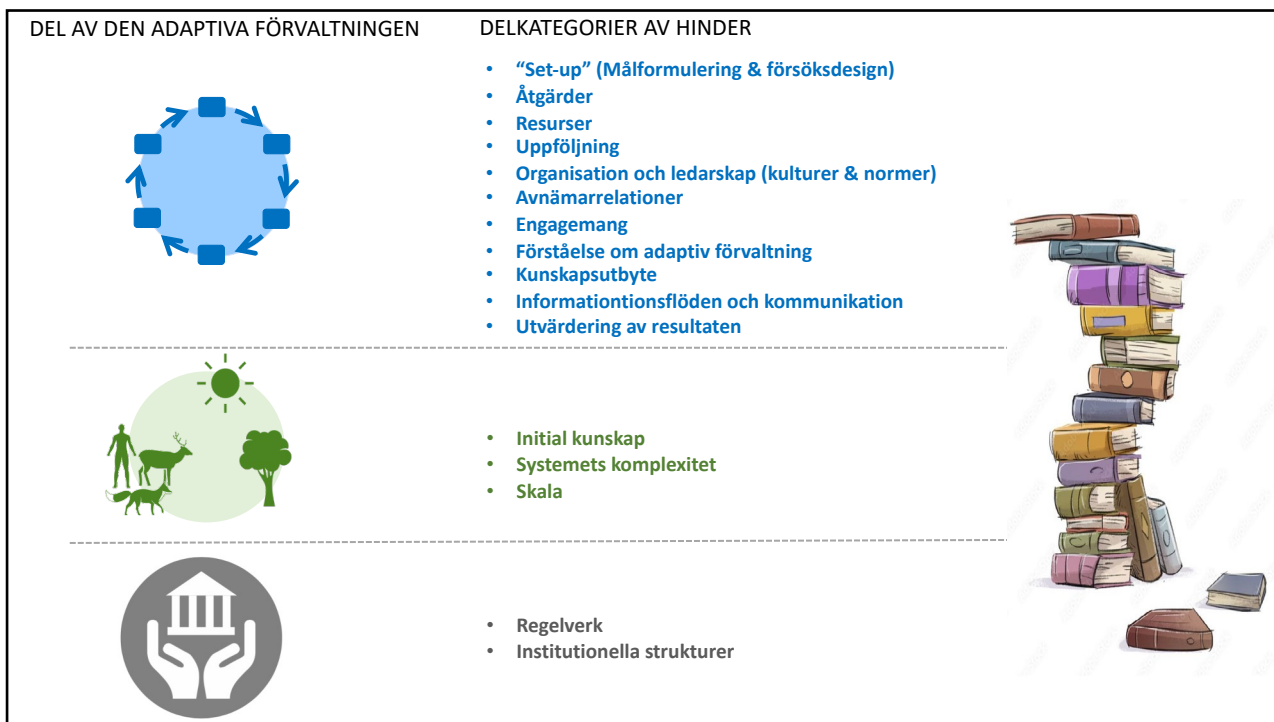 DEL AV DEN ADAPTIVA FÖRVALTNINGEN
DELKATEGORIER AV HINDER
• “Set-up” (Målformulering & försöksdesign)
• Åtgärder
• Resurser
• Uppföljning
• Organisation och ledarskap (kulturer & normer)
• Avnämarrelationer
• Engagemang
• Förståelse om adaptiv förvaltning
• Kunskapsutbyte
• Informationtionsflöden och kommunikation
• Utvärdering av resultaten
• Initial kunskap
• Systemets komplexitet
• Skala
• Regelverk
• Institutionella strukturer